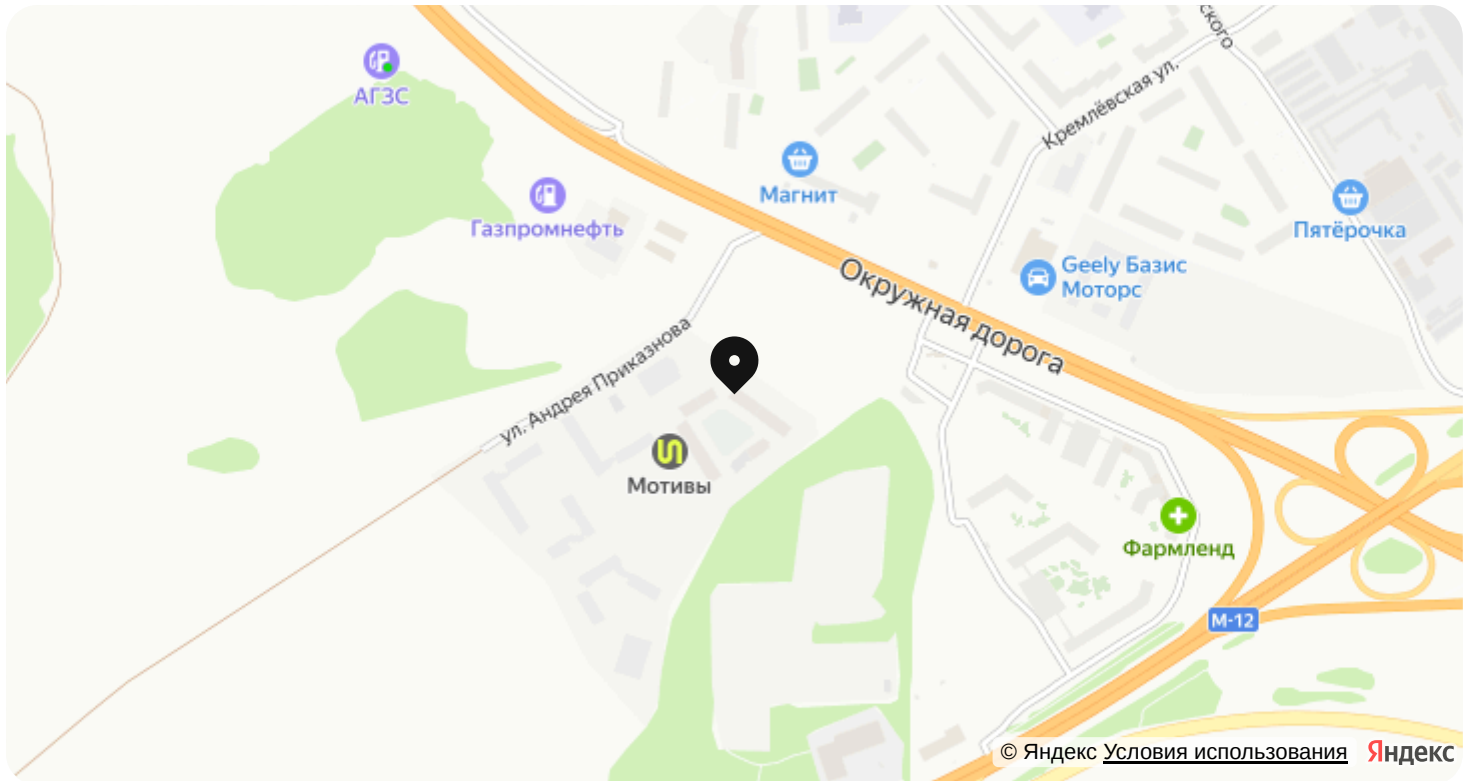 ского
АГЗС
Кремлёвская ул.
Магнит
Газпромнефть
Пятёрочка
Geely Базис
Моторс
Окружная дорога
ул. Андрея Приказнова
Мотивы
Фармленд
М-12
© Яндекс Условия использования Яндекс